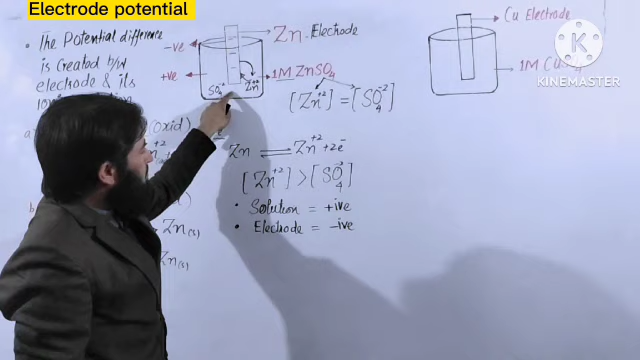 Electrode potential
• The Potential difference
is Created b/w
electrode & its
(Oxid)
-ve
+ve
Zn Electrode
1M ZnSO4
SO4-2
Zn+2
[Zn+2] = [SO4-2]
Zn ⇌ Zn+2 + 2e-
[Zn+2] > [SO4-2]
• Solution = +ive
• Electrode = -ive
Zn(s)
Zn(s)
Cu Electrode
1M
KINEMASTER